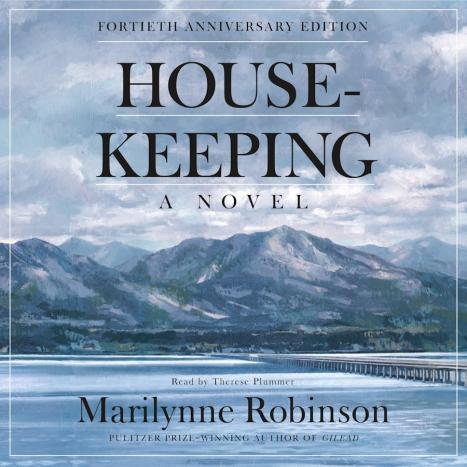 FORTIETH ANNIVERSARY EDITION
HOUSE-
KEEPING
A NOVEL
Read by Therese Plummer
Marilynne Robinson
PULITZER PRIZE–WINNING AUTHOR OF GILEAD